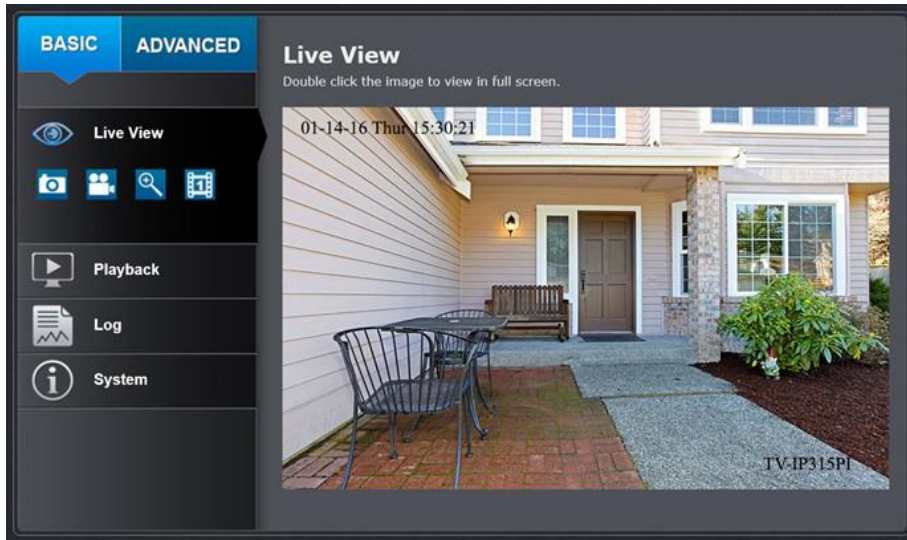 BASIC
ADVANCED
Live View
Double click the image to view in full screen.
Live View
1
Playback
Log
i
System
01-14-16 Thur 15:30:21
TV-IP315PI